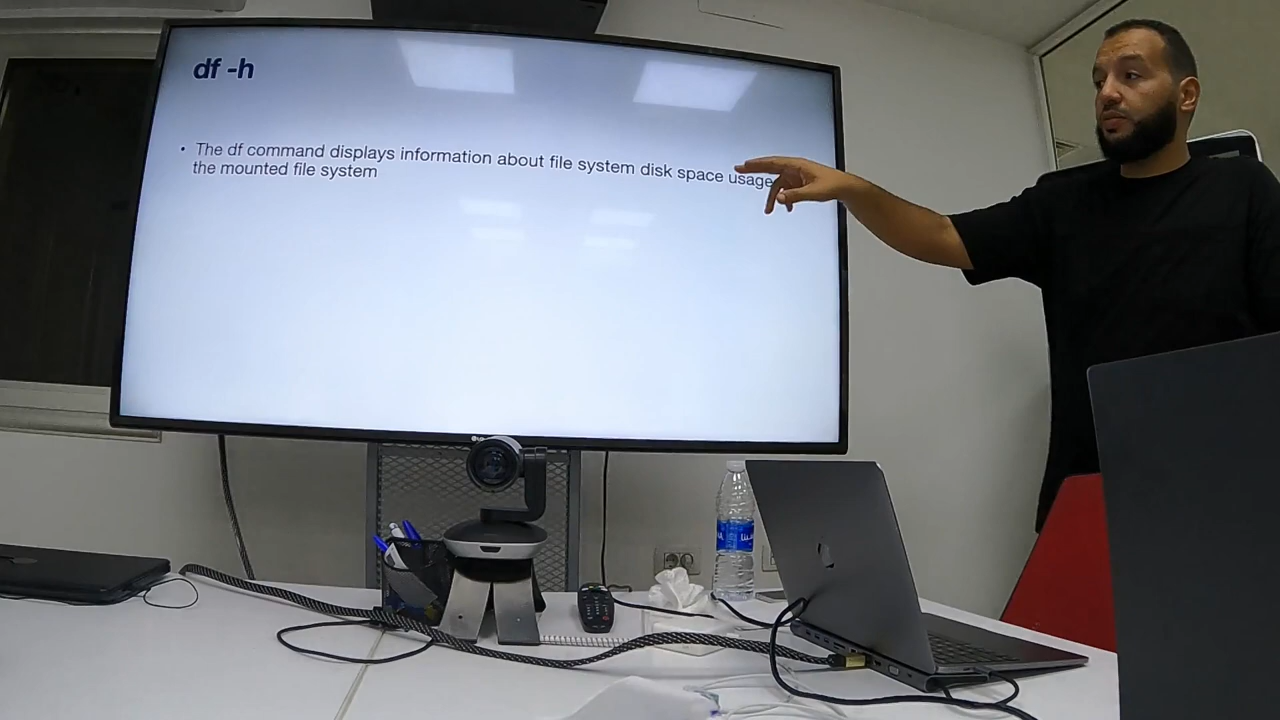 df -h
• The df command displays information about file system disk space usage
the mounted file system